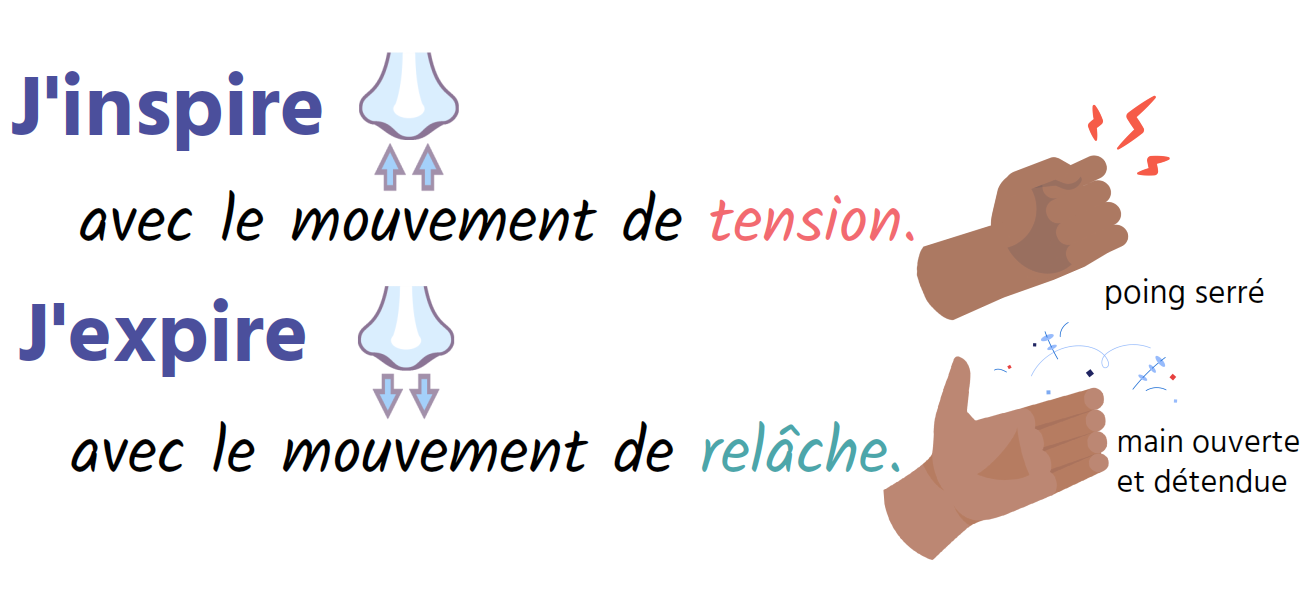 J'inspire
avec le mouvement de tension.
poing serré
J'expire
avec le mouvement de relâche.
main ouverte
et détendue